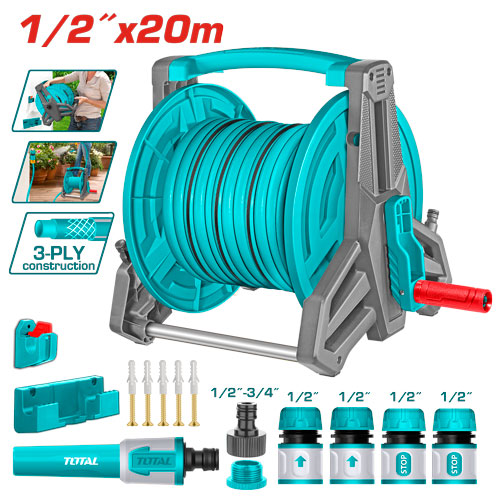 1/2"x20m
3-PLY
construction
1/2"-3/4"
1/2"
1/2"
1/2"
1/2"
TOTAL
TOTAL
STOP
STOP